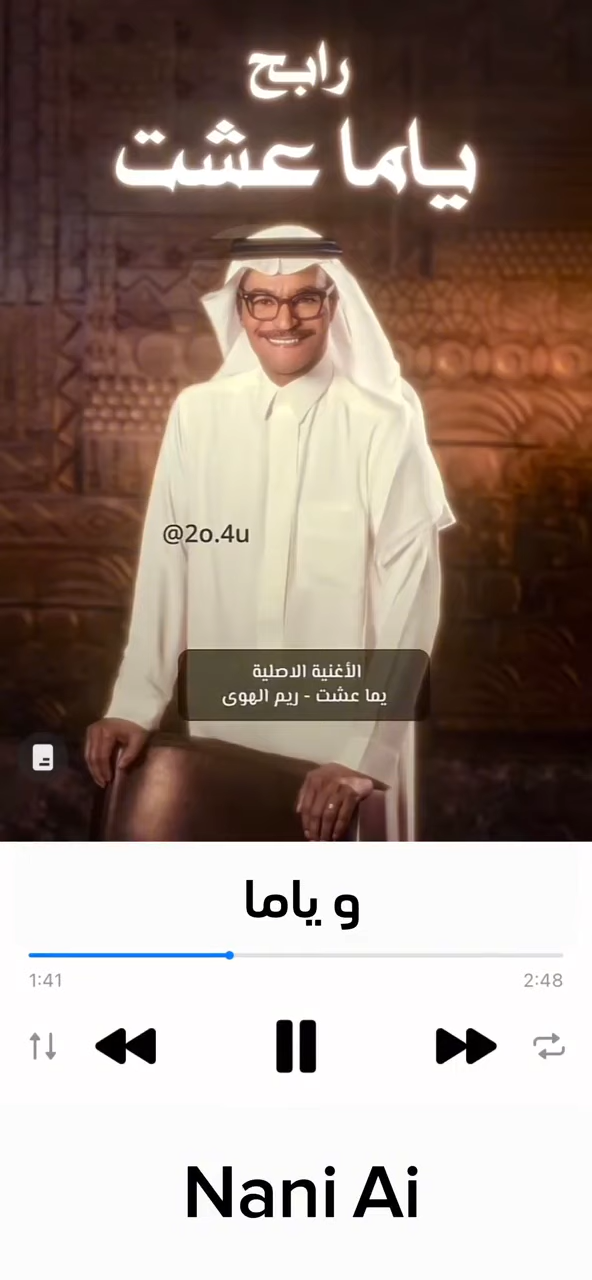 رابح
ياما عشت
@2o.4u
الأغنية الاصلية
يما عشت - ريم الهوى
و ياما
1:41
2:48
Nani Ai